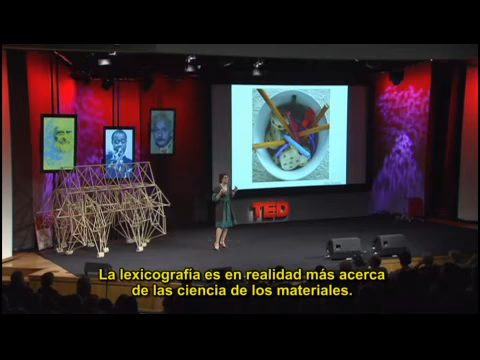 TED
La lexicografía es en realidad más acerca
de las ciencia de los materiales.